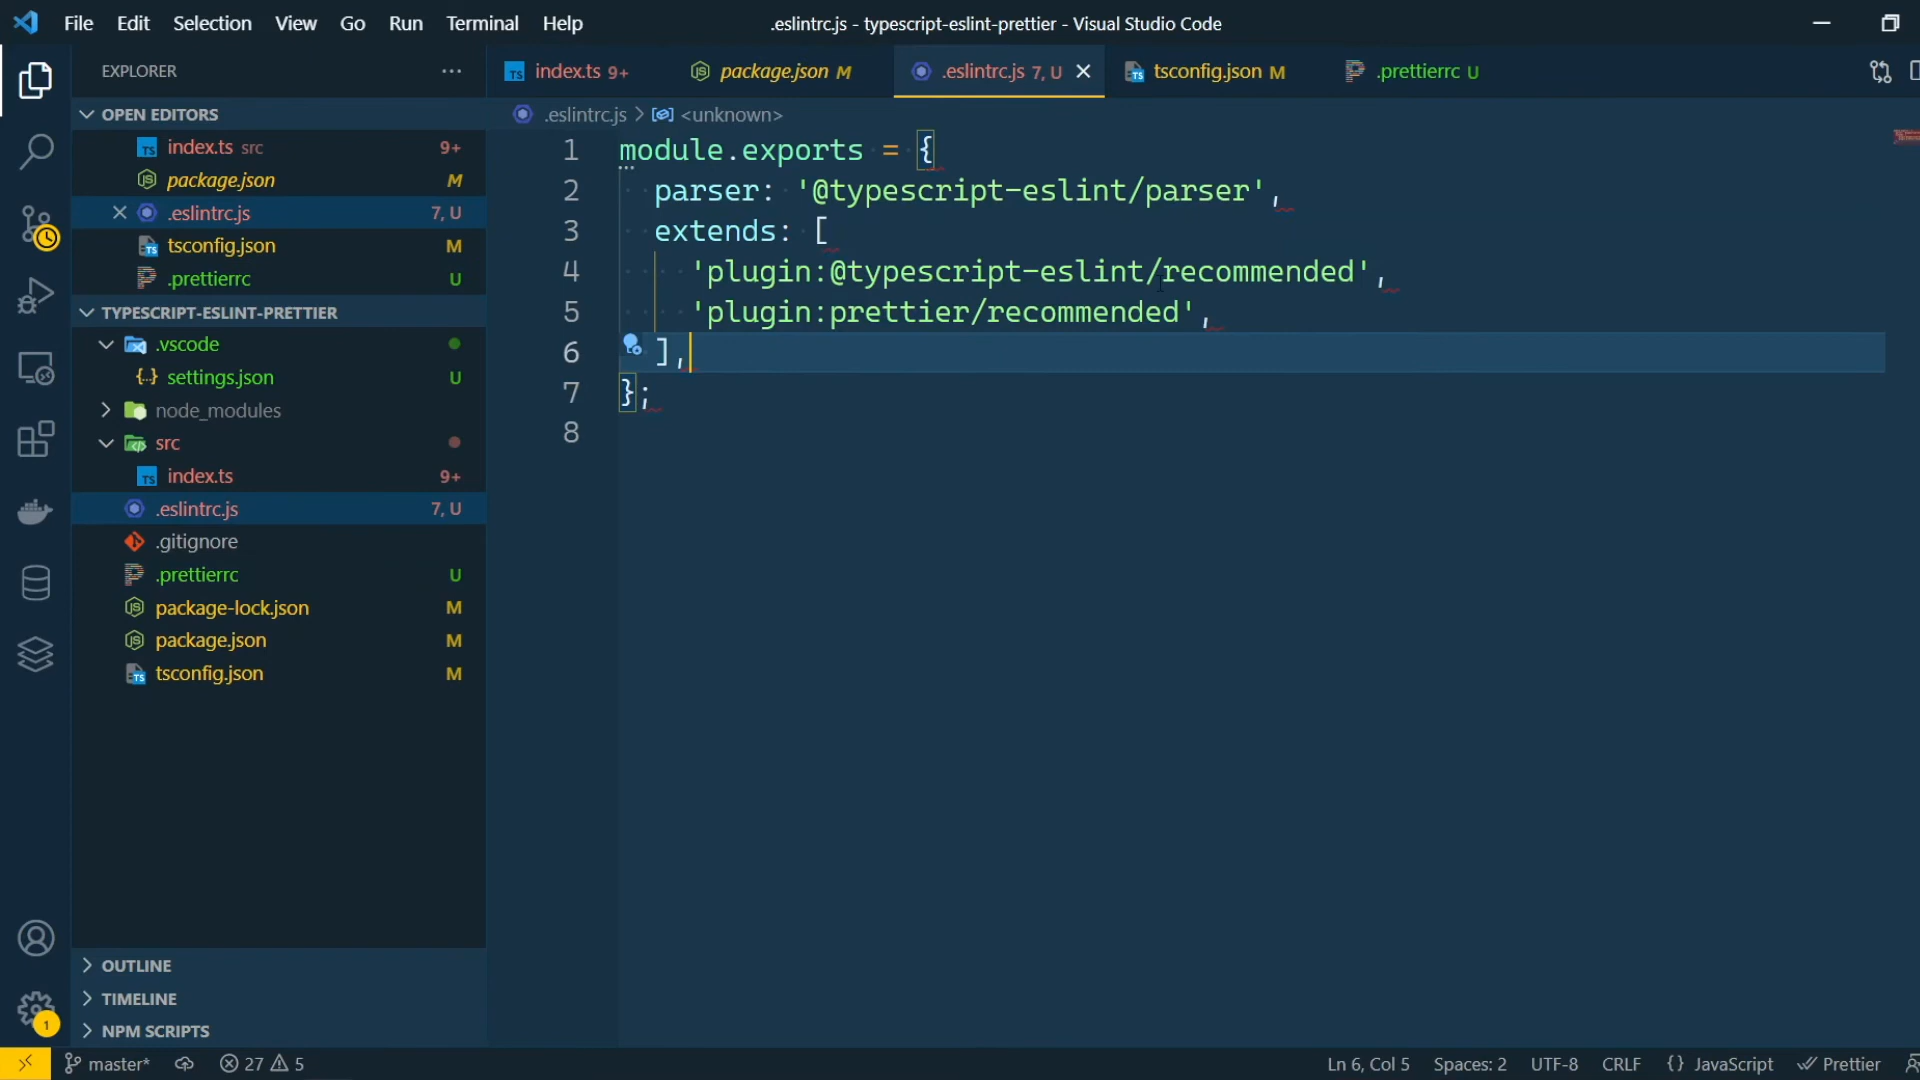 File Edit Selection View Go Run Terminal Help
.eslintrc.js - typescript-eslint-prettier - Visual Studio Code
EXPLORER
OPEN EDITORS
index.ts src 9+
package.json M
.eslintrc.js 7, U
tsconfig.json M
.prettierrc U
TYPESCRIPT-ESLINT-PRETTIER
.vscode
settings.json U
node_modules
src
index.ts 9+
.eslintrc.js 7, U
.gitignore
.prettierrc U
package-lock.json M
package.json M
tsconfig.json M
OUTLINE
TIMELINE
NPM SCRIPTS
index.ts 9+ package.json M .eslintrc.js 7, U tsconfig.json M .prettierrc U
.eslintrc.js > <unknown>
1 module.exports = {
2 parser: '@typescript-eslint/parser',
3 extends: [
4 'plugin:@typescript-eslint/recommended',
5 'plugin:prettier/recommended',
6 ],
7 };
8
1
master* 27 5 Ln 6, Col 5 Spaces: 2 UTF-8 CRLF {} JavaScript Prettier